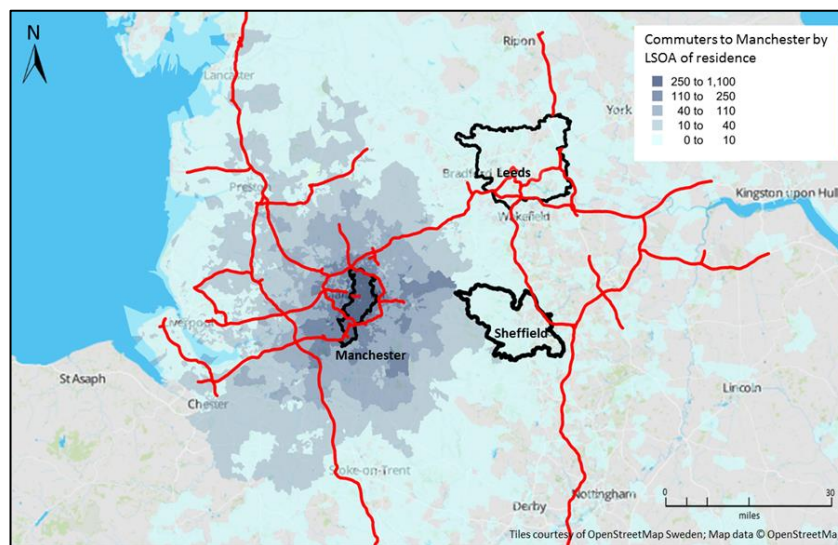 N
Ripon
Commuters to Manchester by
LSOA of residence
250 to 1,100
110 to 250
40 to 110
10 to 40
0 to 10
Lancaster
York
Preston
Bradford
Leeds
Wakefield
Kingston upon Hull
Liverpool
Manchester
Sheffield
St Asaph
Chester
Lincoln
Stoke-on-Trent
Derby
Nottingham
0
30
miles
Tiles courtesy of OpenStreetMap Sweden; Map data © OpenStreetMa